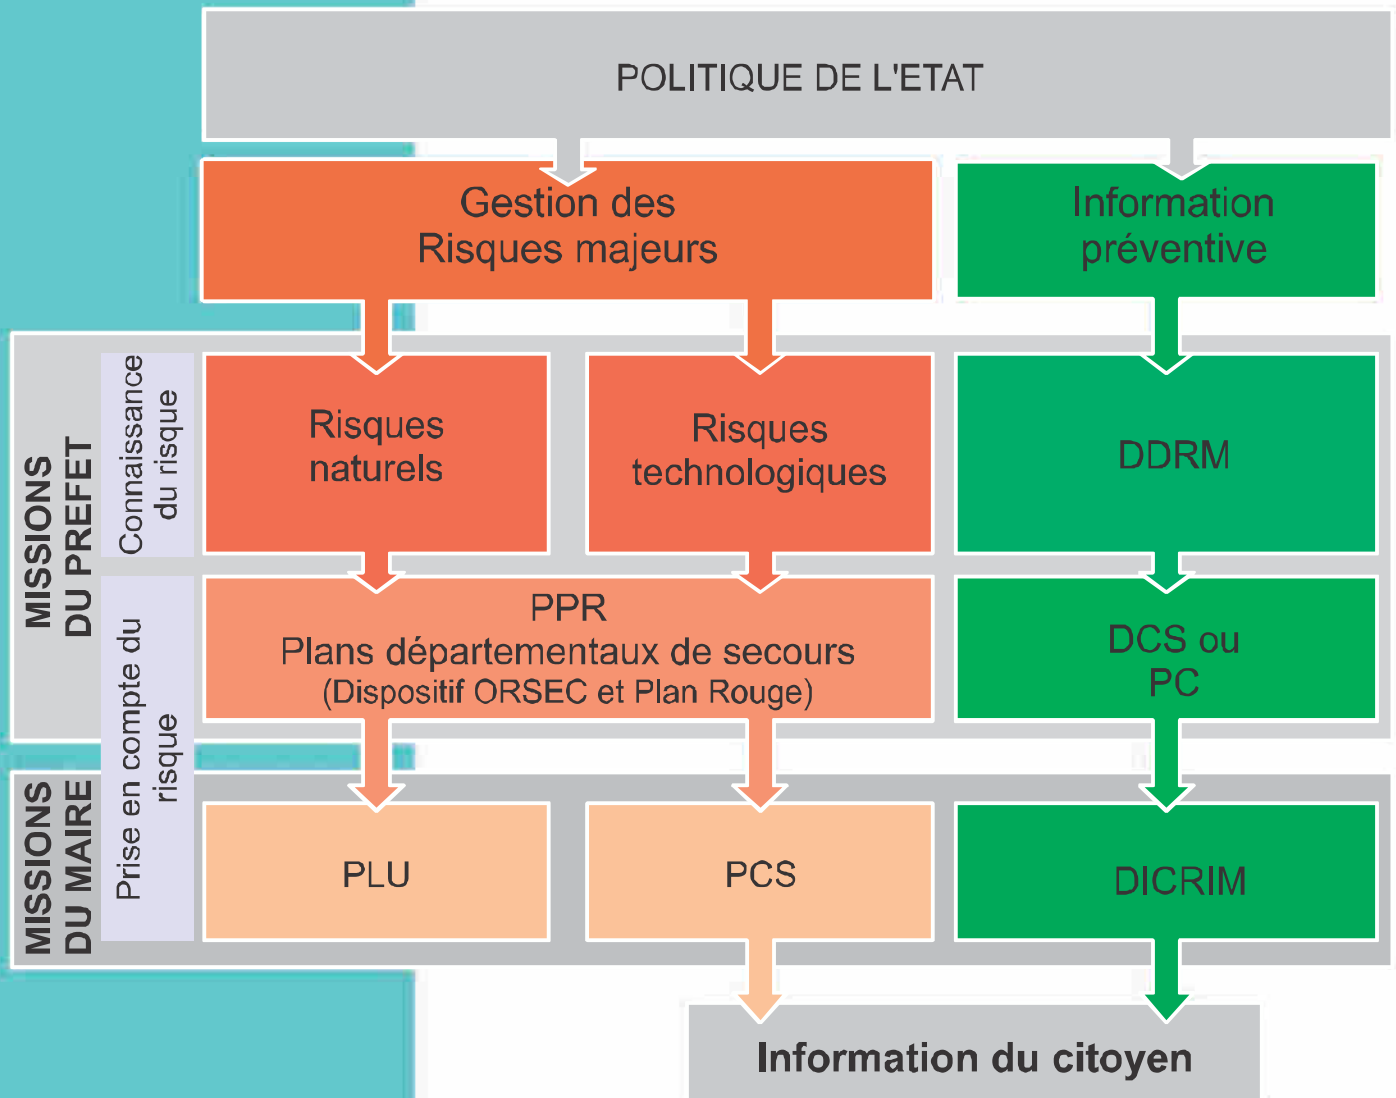 POLITIQUE DE L'ETAT
Gestion des
Risques majeurs
Information
préventive
MISSIONS
DU PREFET
Connaissance
du risque
Risques
naturels
Risques
technologiques
DDRM
Prise en compte du
risque
PPR
Plans départementaux de secours
(Dispositif ORSEC et Plan Rouge)
DCS ou
PC
MISSIONS
DU MAIRE
PLU
PCS
DICRIM
Information du citoyen